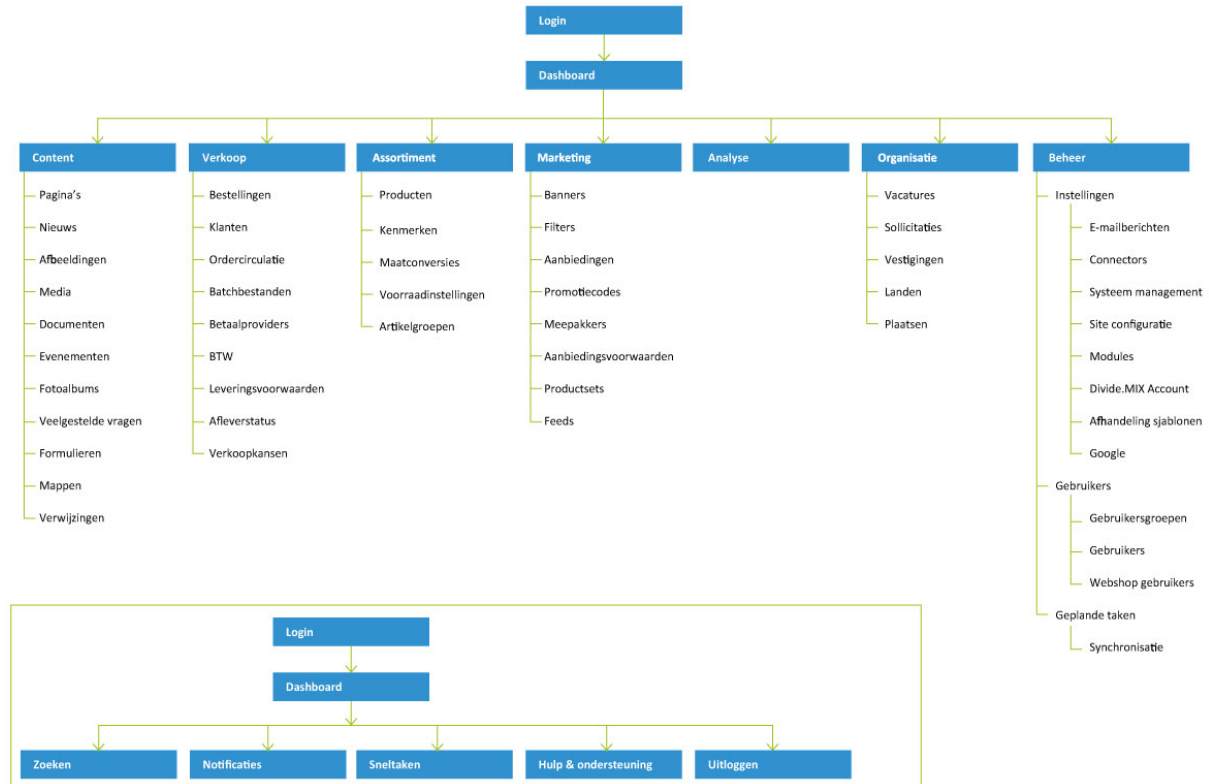 Login
Dashboard
Content
Pagina's
Nieuws
Afbeeldingen
Media
Documenten
Evenementen
Fotoalbums
Veelgestelde vragen
Formulieren
Mappen
Verwijzingen
Verkoop
Bestellingen
Klanten
Ordercirculatie
Batchbestanden
Betaalproviders
BTW
Leveringsvoorwaarden
Afleverstatus
Verkoopkansen
Assortiment
Producten
Kenmerken
Maatconversies
Voorraadinstellingen
Artikelgroepen
Marketing
Banners
Filters
Aanbiedingen
Promotiecodes
Meepakkers
Aanbiedingsvoorwaarden
Productsets
Feeds
Analyse
Organisatie
Vacatures
Sollicitaties
Vestigingen
Landen
Plaatsen
Beheer
Instellingen
E-mailberichten
Connectors
Systeem management
Site configuratie
Modules
Divide.MIX Account
Afhandeling sjablonen
Google
Gebruikers
Gebruikersgroepen
Gebruikers
Webshop gebruikers
Geplande taken
Synchronisatie
Login
Dashboard
Zoeken
Notificaties
Sneltaken
Hulp & ondersteuning
Uitloggen